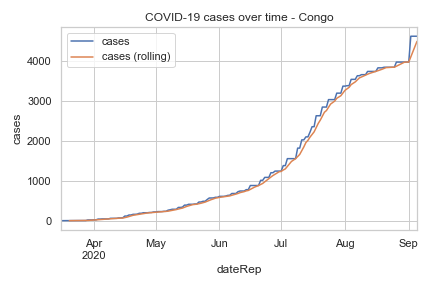 COVID-19 cases over time - Congo
cases
cases (rolling)
cases
4000
3000
2000
1000
0
Apr
2020
May
Jun
Jul
Aug
Sep
dateRep